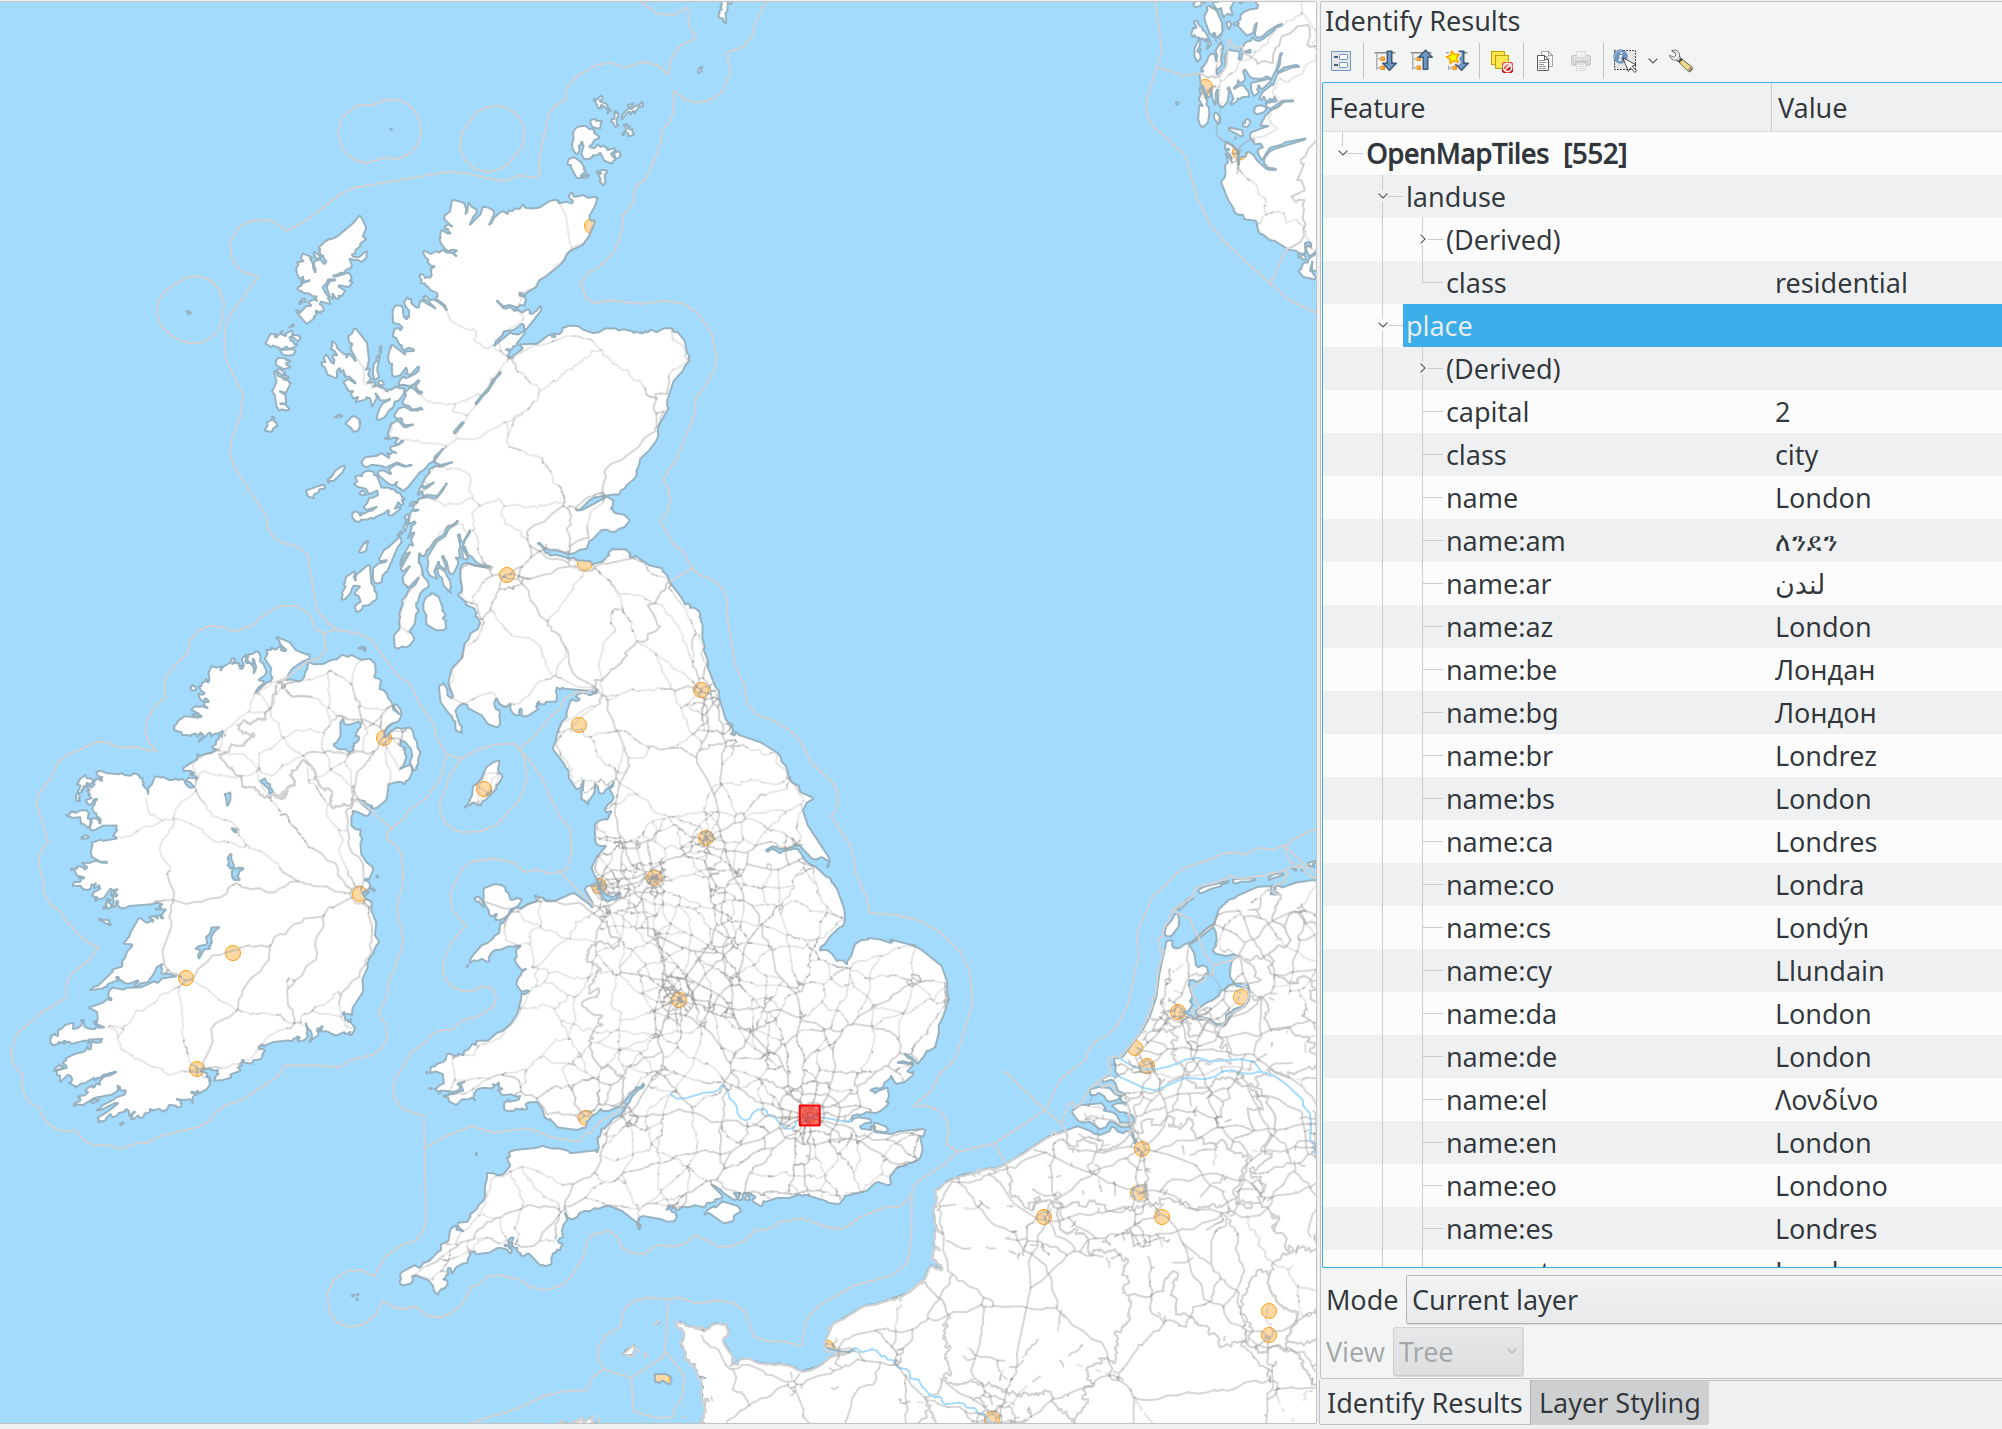 Identify Results
Feature Value
OpenMapTiles [552]
landuse
(Derived)
class residential
place
(Derived)
capital 2
class city
name London
name:am ለንደን
name:ar لندن
name:az London
name:be Лондан
name:bg Лондон
name:br Londrez
name:bs London
name:ca Londres
name:co Londra
name:cs Londýn
name:cy Llundain
name:da London
name:de London
name:el Λονδίνο
name:en London
name:eo Londono
name:es Londres
Mode Current layer
View Tree
Identify Results Layer Styling